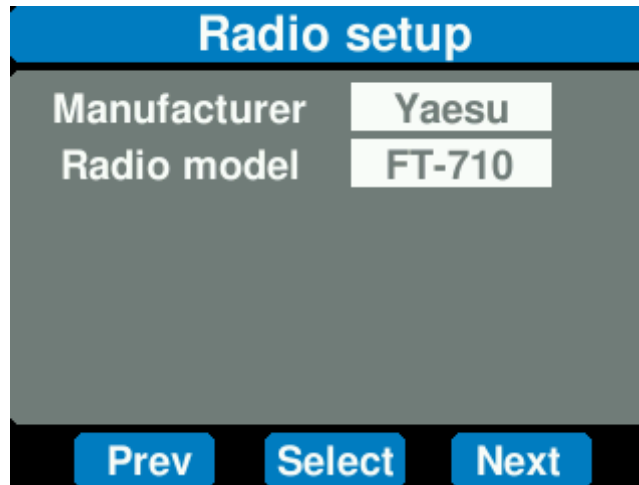 Radio setup
Manufacturer Yaesu
Radio model FT-710
Prev Select Next